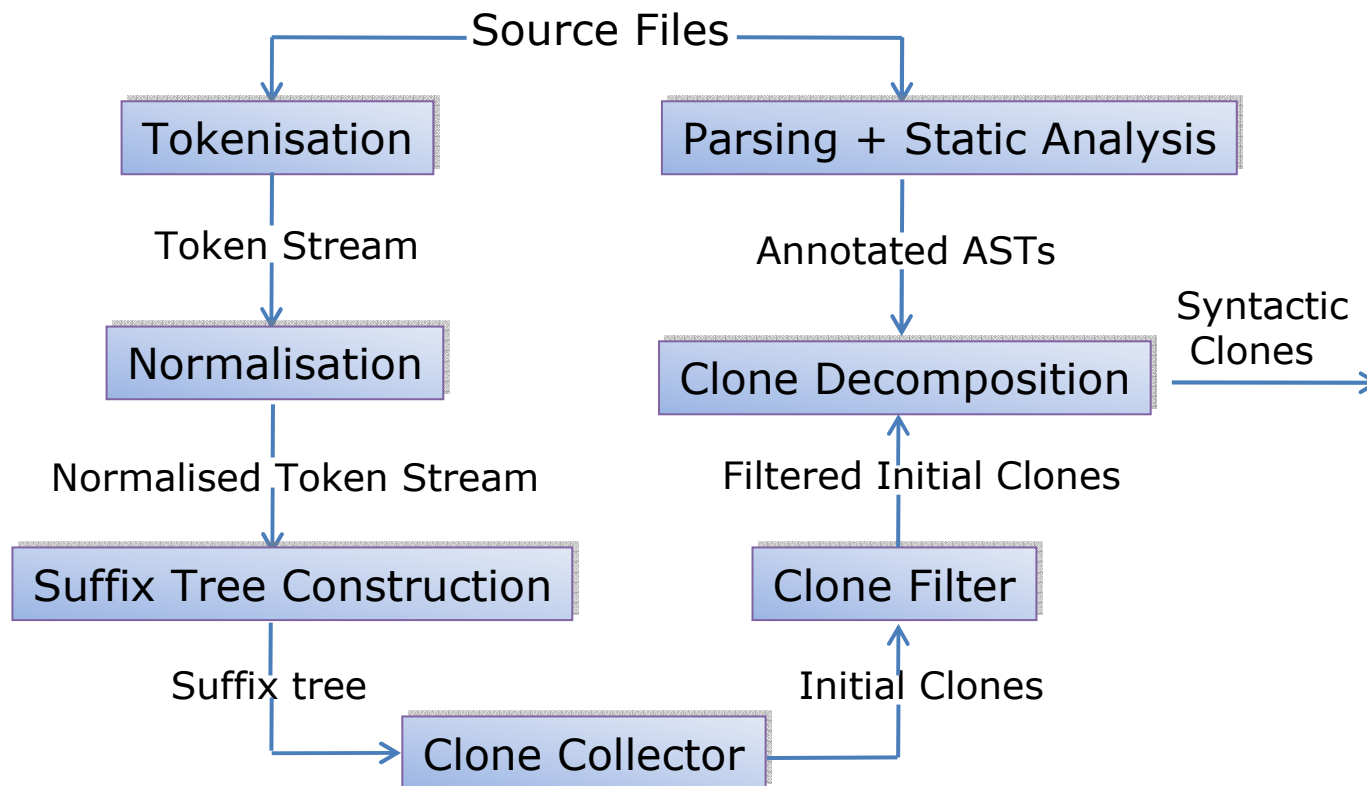 Source Files
Tokenisation
Parsing + Static Analysis
Token Stream
Annotated ASTs
Syntactic
Clones
Normalisation
Clone Decomposition
Normalised Token Stream
Filtered Initial Clones
Suffix Tree Construction
Clone Filter
Suffix tree
Initial Clones
Clone Collector